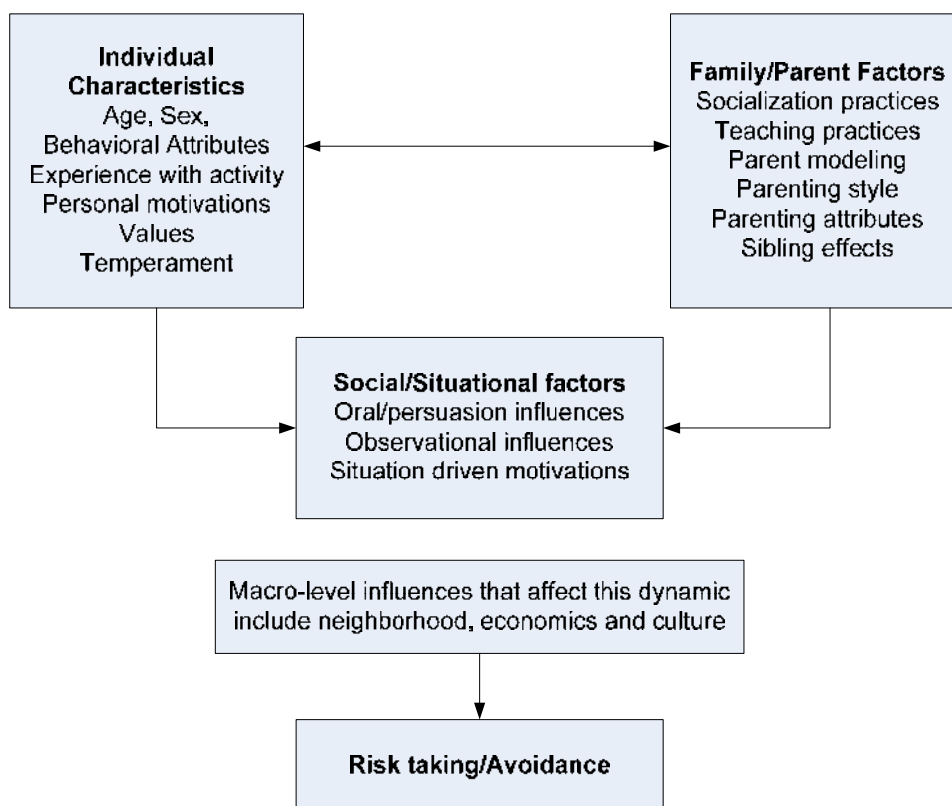 Individual
Characteristics
Age, Sex,
Behavioral Attributes
Experience with activity
Personal motivations
Values
Temperament
Family/Parent Factors
Socialization practices
Teaching practices
Parent modeling
Parenting style
Parenting attributes
Sibling effects
Social/Situational factors
Oral/persuasion influences
Observational influences
Situation driven motivations
Macro-level influences that affect this dynamic
include neighborhood, economics and culture
Risk taking/Avoidance